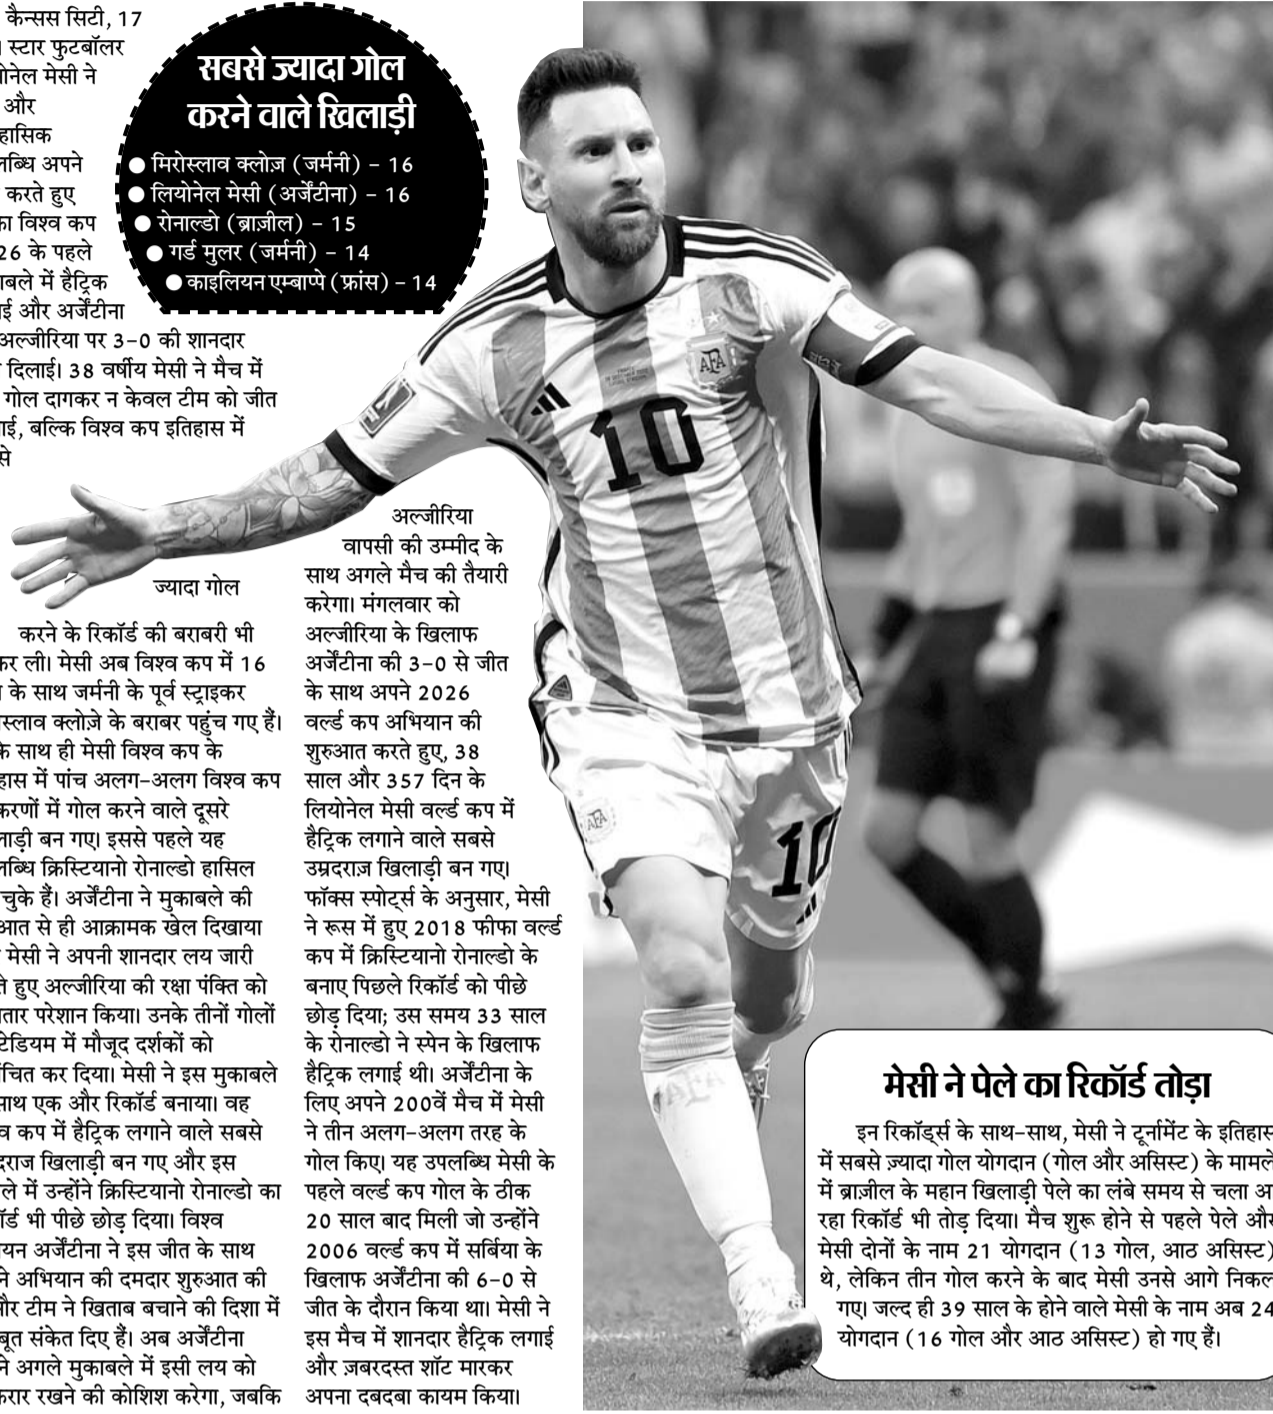 कैन्सस सिटी, 17
। स्टार फुटबॉलर
मेसी ने
और
अपने
करते हुए
विश्व कप
26 के पहले
में हैट्रिक
और अर्जेंटीना
अल्जीरिया पर 3-0 की शानदार
दिलाई। 38 वर्षीय मेसी ने मैच में
गोल दागकर न केवल टीम को जीत
बल्कि विश्व कप इतिहास में
से
ज्यादा गोल
करने के रिकॉर्ड की बराबरी भी
कर ली। मेसी अब विश्व कप में 16
के साथ जर्मनी के पूर्व स्ट्राइकर
क्लोज़े के बराबर पहुंच गए हैं।
के साथ ही मेसी विश्व कप के
में पांच अलग-अलग विश्व कप
में गोल करने वाले दूसरे
बन गए। इससे पहले यह
क्रिस्टियानो रोनाल्डो हासिल
चुके हैं। अर्जेंटीना ने मुकाबले की
से ही आक्रामक खेल दिखाया
मेसी ने अपनी शानदार लय जारी
हुए अल्जीरिया की रक्षा पंक्ति को
परेशान किया। उनके तीनों गोलों
में मौजूद दर्शकों को
कर दिया। मेसी ने इस मुकाबले
साथ एक और रिकॉर्ड बनाया। वह
कप में हैट्रिक लगाने वाले सबसे
खिलाड़ी बन गए और इस
में उन्होंने क्रिस्टियानो रोनाल्डो का
भी पीछे छोड़ दिया। विश्व
अर्जेंटीना ने इस जीत के साथ
अभियान की दमदार शुरुआत की
और टीम ने खिताब बचाने की दिशा में
संकेत दिए हैं। अब अर्जेंटीना
अगले मुकाबले में इसी लय को
रखने की कोशिश करेगा, जबकि
सबसे ज्यादा गोल
करने वाले खिलाड़ी
● मिरोस्लाव क्लोज़ (जर्मनी) - 16
● लियोनेल मेसी (अर्जेंटीना) - 16
● रोनाल्डो (ब्राज़ील) - 15
● गर्ड मुलर (जर्मनी) - 14
● काइलियन एम्बाप्पे (फ्रांस) - 14
अल्जीरिया
वापसी की उम्मीद के
साथ अगले मैच की तैयारी
करेगा। मंगलवार को
अल्जीरिया के खिलाफ
अर्जेंटीना की 3-0 से जीत
के साथ अपने 2026
वर्ल्ड कप अभियान की
शुरुआत करते हुए, 38
साल और 357 दिन के
लियोनेल मेसी वर्ल्ड कप में
हैट्रिक लगाने वाले सबसे
उम्रदराज़ खिलाड़ी बन गए।
फॉक्स स्पोर्ट्स के अनुसार, मेसी
ने रूस में हुए 2018 फीफा वर्ल्ड
कप में क्रिस्टियानो रोनाल्डो के
बनाए पिछले रिकॉर्ड को पीछे
छोड़ दिया; उस समय 33 साल
के रोनाल्डो ने स्पेन के खिलाफ
हैट्रिक लगाई थी। अर्जेंटीना के
लिए अपने 200वें मैच में मेसी
ने तीन अलग-अलग तरह के
गोल किए। यह उपलब्धि मेसी के
पहले वर्ल्ड कप गोल के ठीक
20 साल बाद मिली जो उन्होंने
2006 वर्ल्ड कप में सर्बिया के
खिलाफ अर्जेंटीना की 6-0 से
जीत के दौरान किया था। मेसी ने
इस मैच में शानदार हैट्रिक लगाई
और ज़बरदस्त शॉट मारकर
अपना दबदबा कायम किया।
AFA
10
AFA
10
मेसी ने पेले का रिकॉर्ड तोड़ा
इन रिकॉर्ड्स के साथ-साथ, मेसी ने टूर्नामेंट के इतिहास
में सबसे ज़्यादा गोल योगदान (गोल और असिस्ट) के मामले
में ब्राज़ील के महान खिलाड़ी पेले का लंबे समय से चला आ
रहा रिकॉर्ड भी तोड़ दिया। मैच शुरू होने से पहले पेले और
मेसी दोनों के नाम 21 योगदान (13 गोल, आठ असिस्ट)
थे, लेकिन तीन गोल करने के बाद मेसी उनसे आगे निकल
गए। जल्द ही 39 साल के होने वाले मेसी के नाम अब 24
योगदान (16 गोल और आठ असिस्ट) हो गए हैं।